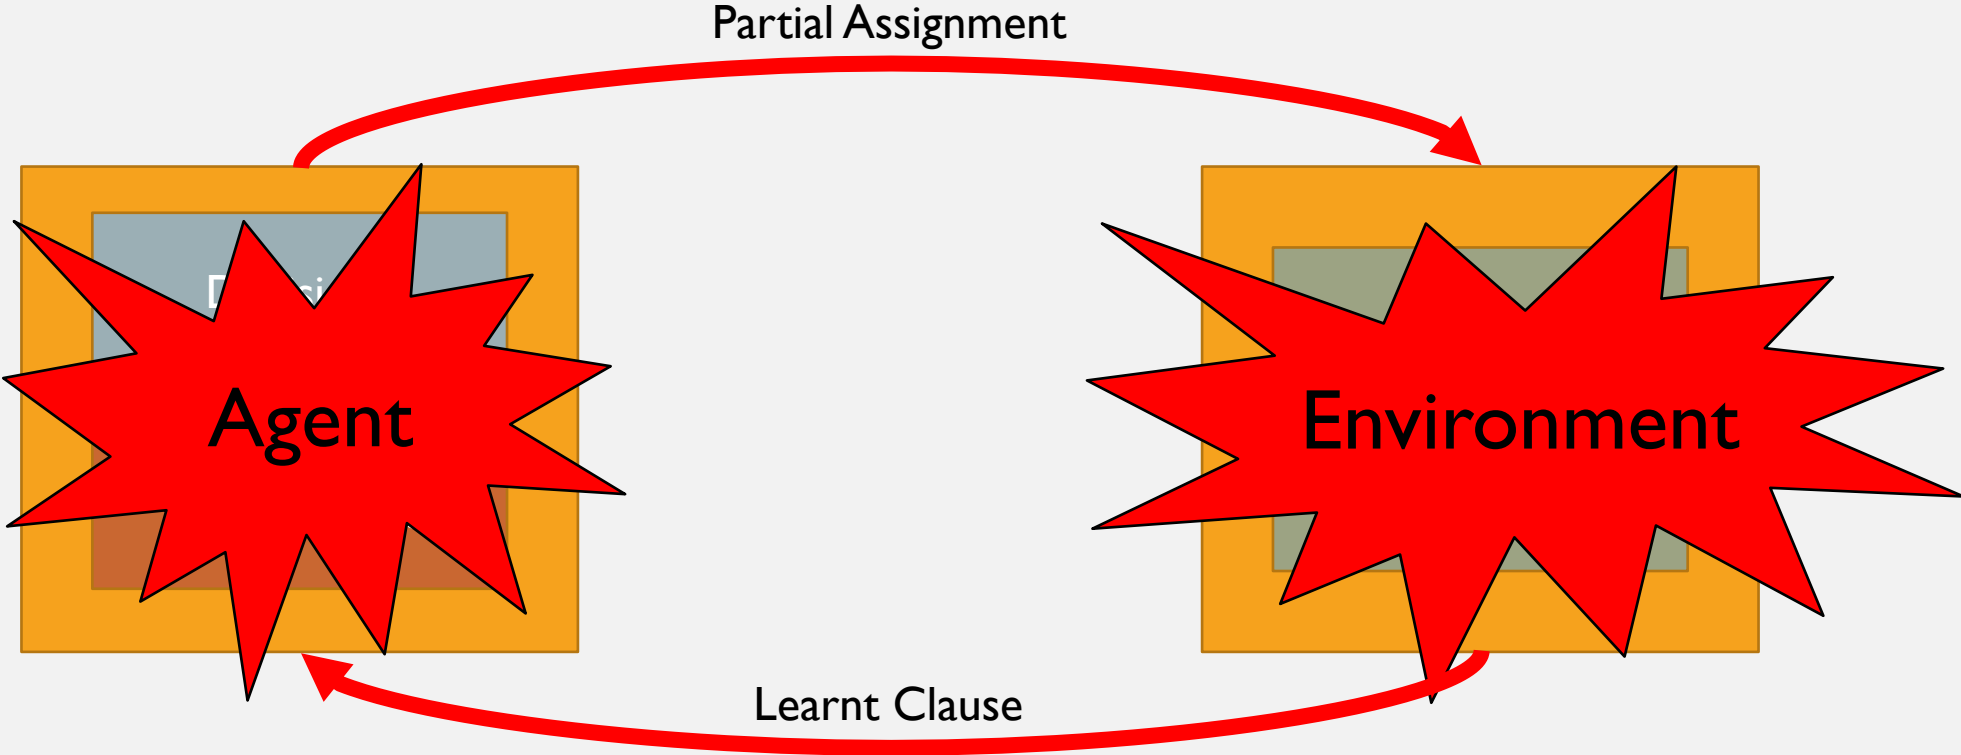 Partial Assignment
Agent
Environment
Learnt Clause